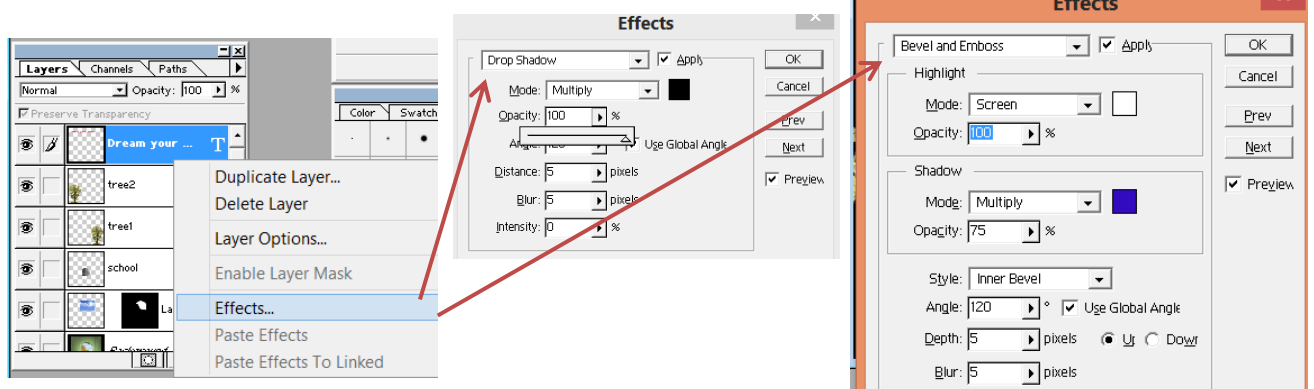 Layers Channels Paths
Normal Opacity: 100 %
Preserve Transparency
Dream your ... T
tree2
tree1
school
La
Background
Duplicate Layer...
Delete Layer
Layer Options...
Enable Layer Mask
Effects...
Paste Effects
Paste Effects To Linked
Color Swatch
Effects
Drop Shadow Apply
Mode: Multiply
Opacity: 100 %
Use Global Angle
Distance: 5 pixels
Blur: 5 pixels
Intensity: 0 %
OK
Cancel
Prev
Next
Preview
Effects
Bevel and Emboss Apply
Highlight
Mode: Screen
Opacity: 100 %
Shadow
Mode: Multiply
Opacity: 75 %
Style: Inner Bevel
Angle: 120 ° Use Global Angle
Depth: 5 pixels Up Down
Blur: 5 pixels
OK
Cancel
Prev
Next
Preview